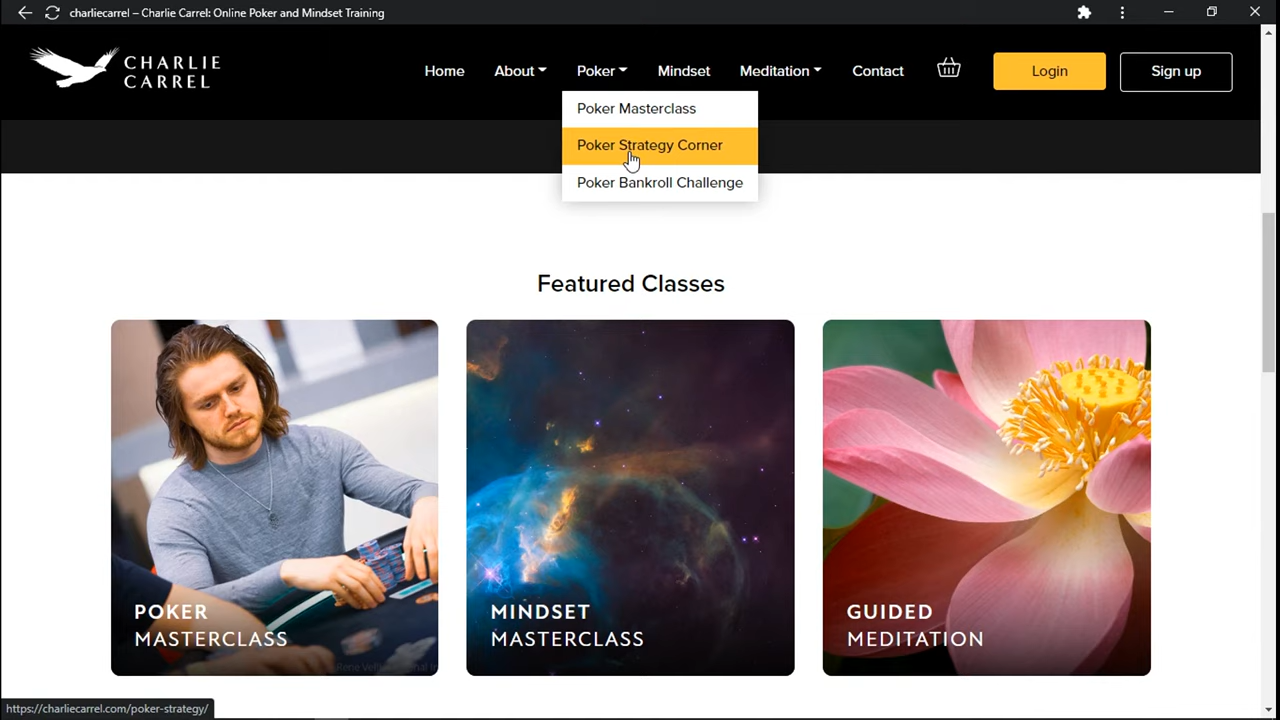 charliecarrel – Charlie Carrel: Online Poker and Mindset Training
CHARLIE
CARREL
Home
About
Poker
Mindset
Meditation
Contact
Login
Sign up
Poker Masterclass
Poker Strategy Corner
Poker Bankroll Challenge
Featured Classes
POKER
MASTERCLASS
MINDSET
MASTERCLASS
GUIDED
MEDITATION
https://charliecarrel.com/poker-strategy/